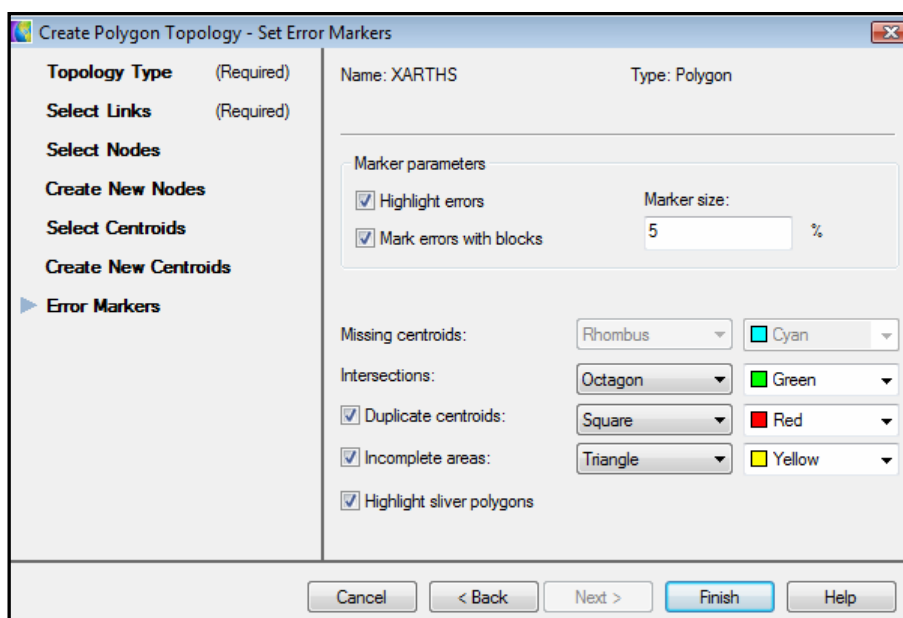 Create Polygon Topology - Set Error Markers
Topology Type (Required)
Select Links (Required)
Select Nodes
Create New Nodes
Select Centroids
Create New Centroids
Error Markers
Name: XARTHS Type: Polygon
Marker parameters
Highlight errors
Marker size:
Mark errors with blocks
5 %
Missing centroids: Rhombus Cyan
Intersections: Octagon Green
Duplicate centroids: Square Red
Incomplete areas: Triangle Yellow
Highlight sliver polygons
Cancel < Back Next > Finish Help